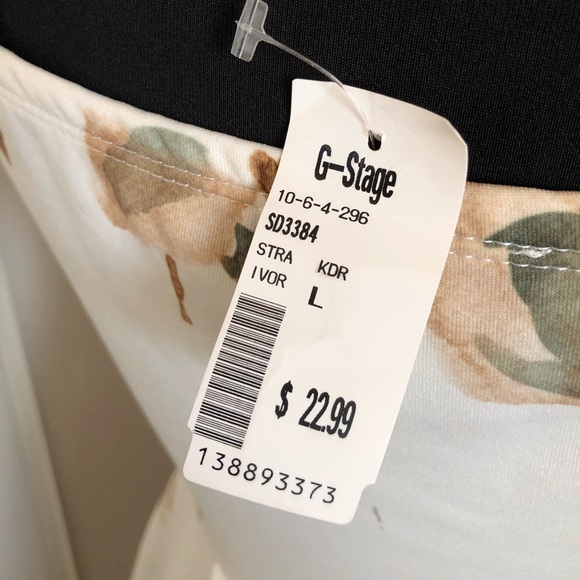 G-Stage
10-6-4-296
SD3384
STRA KDR
IVOR L
$ 22.99
138893373